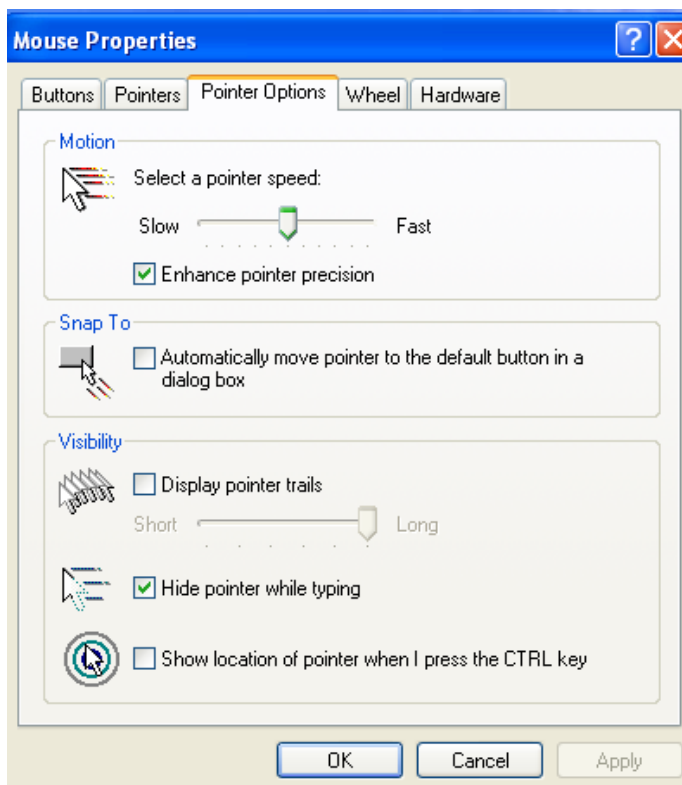 Mouse Properties
?
Buttons Pointers Pointer Options Wheel Hardware
Motion
Select a pointer speed:
Slow Fast
Enhance pointer precision
Snap To
Automatically move pointer to the default button in a
dialog box
Visibility
Display pointer trails
Short Long
Hide pointer while typing
Show location of pointer when I press the CTRL key
OK Cancel Apply